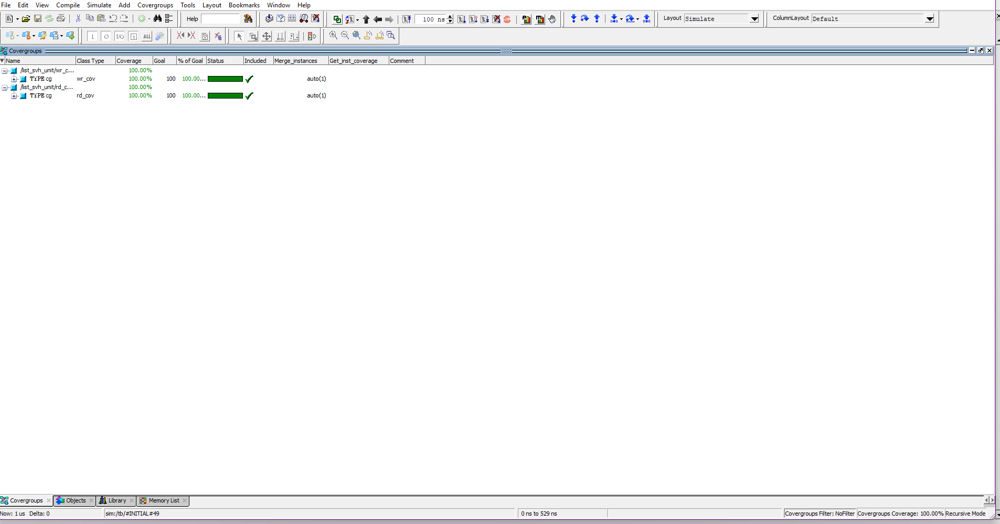 File Edit View Compile Simulate Add Covergroups Tools Layout Bookmarks Window Help
Help 100 ns Layout Simulate ColumnLayout Default
Covergroups
Name Class Type Coverage Goal % of Goal Status Included Merge_instances Get_inst_coverage Comment
/list_svh_unit/wr_c... 100.00%
TYPE cg wr_cov 100.00% 100 100.00... auto(1)
/list_svh_unit/rd_c... 100.00%
TYPE cg rd_cov 100.00% 100 100.00... auto(1)
Covergroups Objects Library Memory List
Now: 1 us Delta: 0 sim:/tb/#INITIAL#49 0 ns to 529 ns Covergroups Filter: NoFilter Covergroups Coverage: 100.00% Recursive Mode